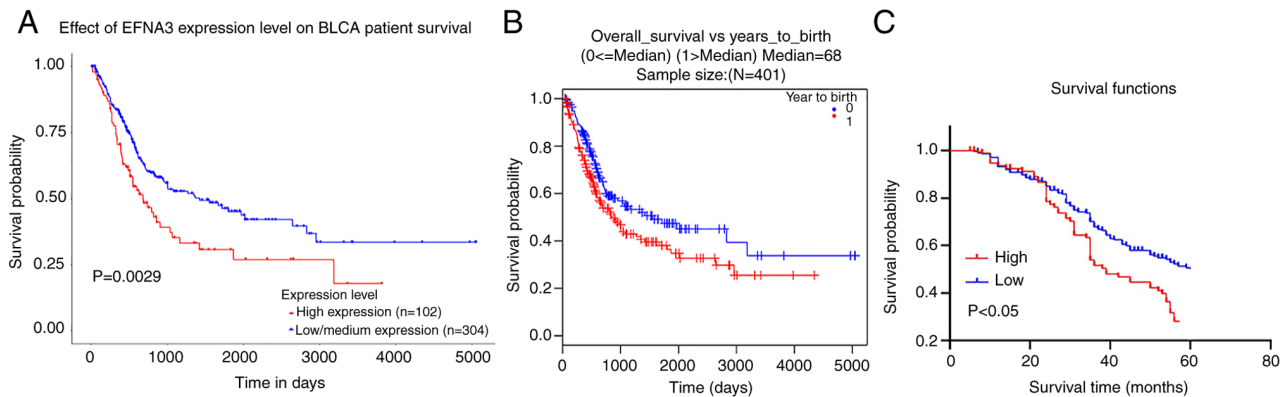 A
Effect of EFNA3 expression level on BLCA patient survival
Survival probability
1.00
0.75
0.50
0.25
0.00
P=0.0029
Expression level
High expression (n=102)
Low/medium expression (n=304)
0 1000 2000 3000 4000 5000
Time in days
B
Overall_survival vs years_to_birth
(0<=Median) (1>Median) Median=68
Sample size:(N=401)
Year to birth
0
1
Survival probability
1.0
0.8
0.6
0.4
0.2
0.0
0 1000 2000 3000 4000 5000
Time (days)
C
Survival functions
Survival probability
1.0
0.8
0.6
0.4
0.2
High
Low
P<0.05
0 20 40 60 80
Survival time (months)